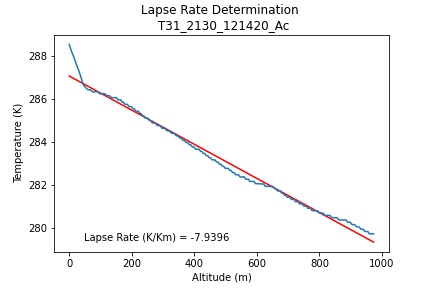 Lapse Rate Determination
T31_2130_121420_Ac
Temperature (K)
288
286
284
282
280
Lapse Rate (K/Km) = -7.9396
0 200 400 600 800 1000
Altitude (m)